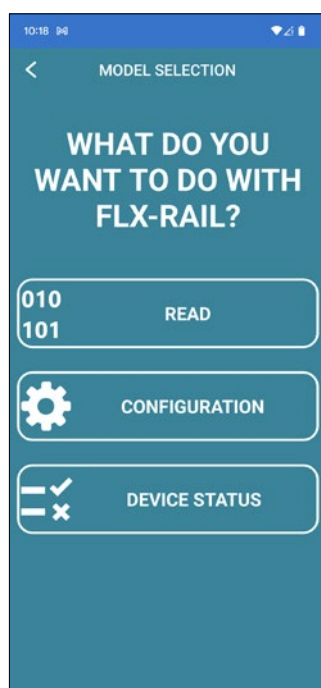 10:18
MODEL SELECTION
WHAT DO YOU
WANT TO DO WITH
FLX-RAIL?
010
101
READ
CONFIGURATION
DEVICE STATUS